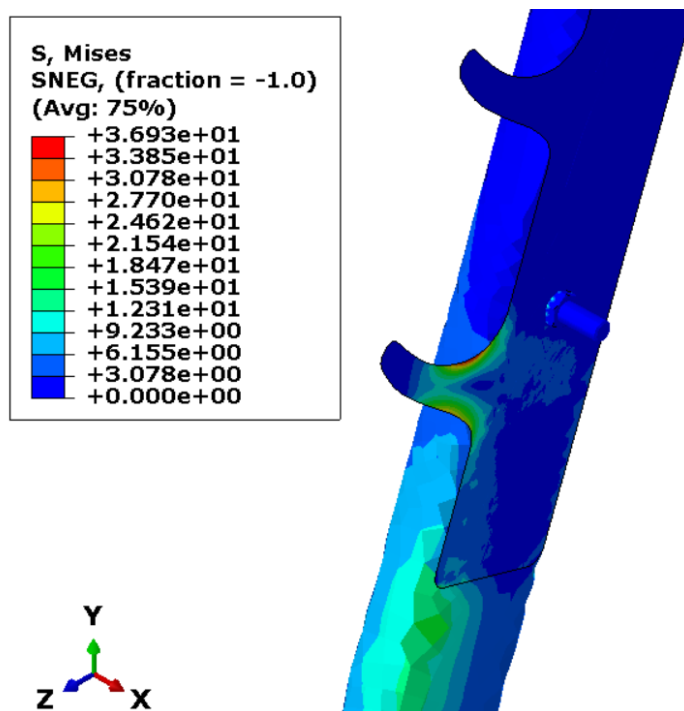 S, Mises
SNEG, (fraction = -1.0)
(Avg: 75%)
+3.693e+01
+3.385e+01
+3.078e+01
+2.770e+01
+2.462e+01
+2.154e+01
+1.847e+01
+1.539e+01
+1.231e+01
+9.233e+00
+6.155e+00
+3.078e+00
+0.000e+00
Y
Z
X